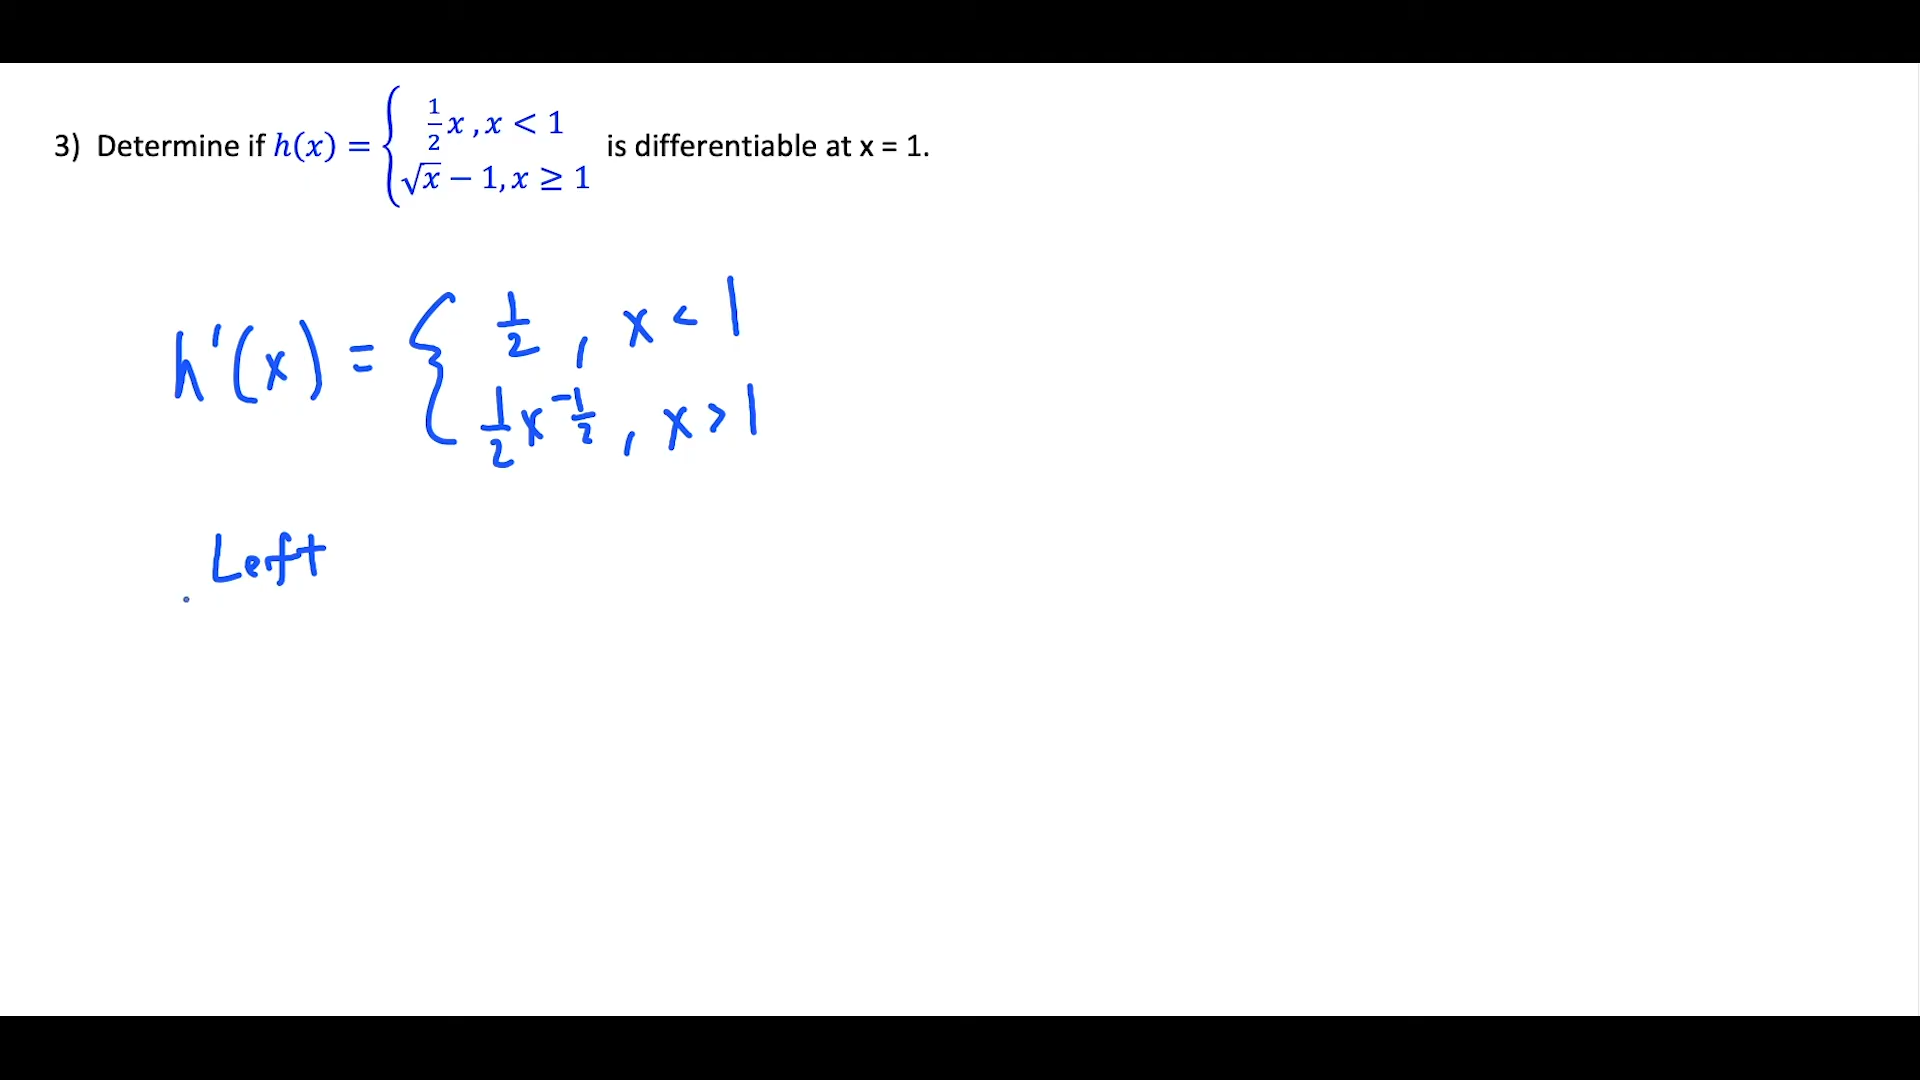 3) Determine if h(x) = { ½x , x < 1
√x − 1, x ≥ 1 is differentiable at x = 1.
h'(x) = { 1/2 , x < 1
1/2 x^-1/2 , x > 1
Left